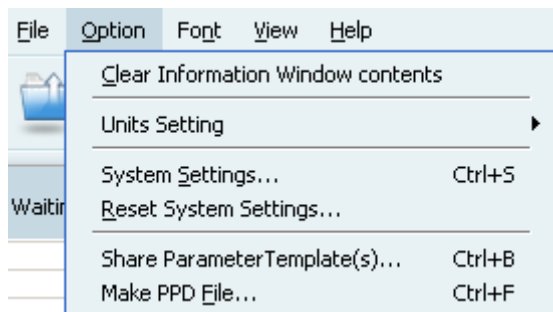 File Option Font View Help
Clear Information Window contents
Units Setting
System Settings... Ctrl+S
Reset System Settings...
Share ParameterTemplate(s)... Ctrl+B
Make PPD File... Ctrl+F